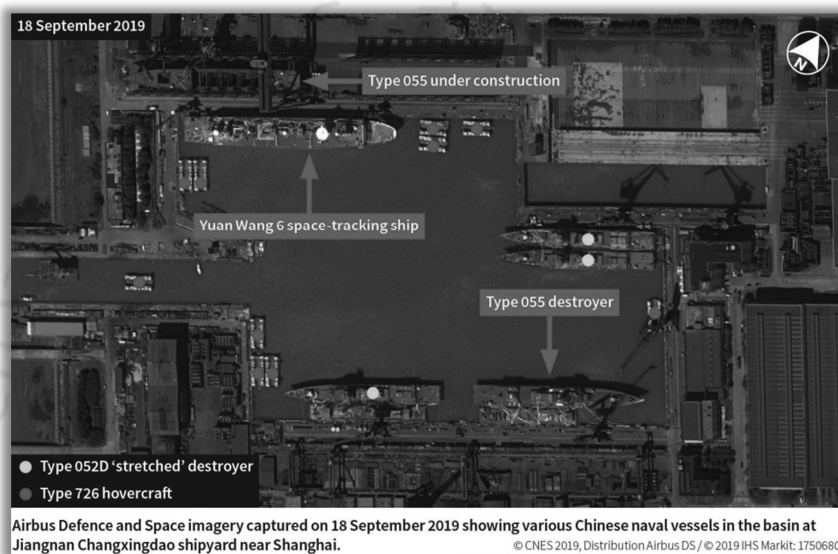 18 September 2019
N
Type 055 under construction
Yuan Wang 6 space-tracking ship
Type 055 destroyer
Type 052D ‘stretched’ destroyer
Type 726 hovercraft
Airbus Defence and Space imagery captured on 18 September 2019 showing various Chinese naval vessels in the basin at
Jiangnan Changxingdao shipyard near Shanghai.
© CNES 2019, Distribution Airbus DS / © 2019 IHS Markit: 1750680